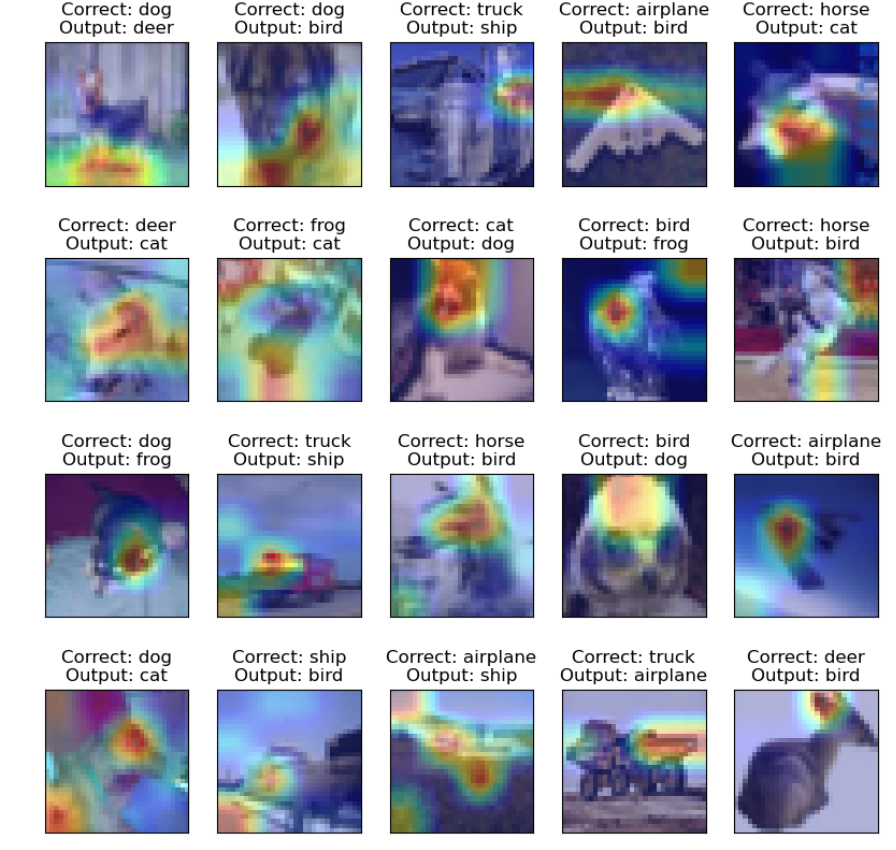 Correct: dog
Output: deer
Correct: dog
Output: bird
Correct: truck
Output: ship
Correct: airplane
Output: bird
Correct: horse
Output: cat
Correct: deer
Output: cat
Correct: frog
Output: cat
Correct: cat
Output: dog
Correct: bird
Output: frog
Correct: horse
Output: bird
Correct: dog
Output: frog
Correct: truck
Output: ship
Correct: horse
Output: bird
Correct: bird
Output: dog
Correct: airplane
Output: bird
Correct: dog
Output: cat
Correct: ship
Output: bird
Correct: airplane
Output: ship
Correct: truck
Output: airplane
Correct: deer
Output: bird